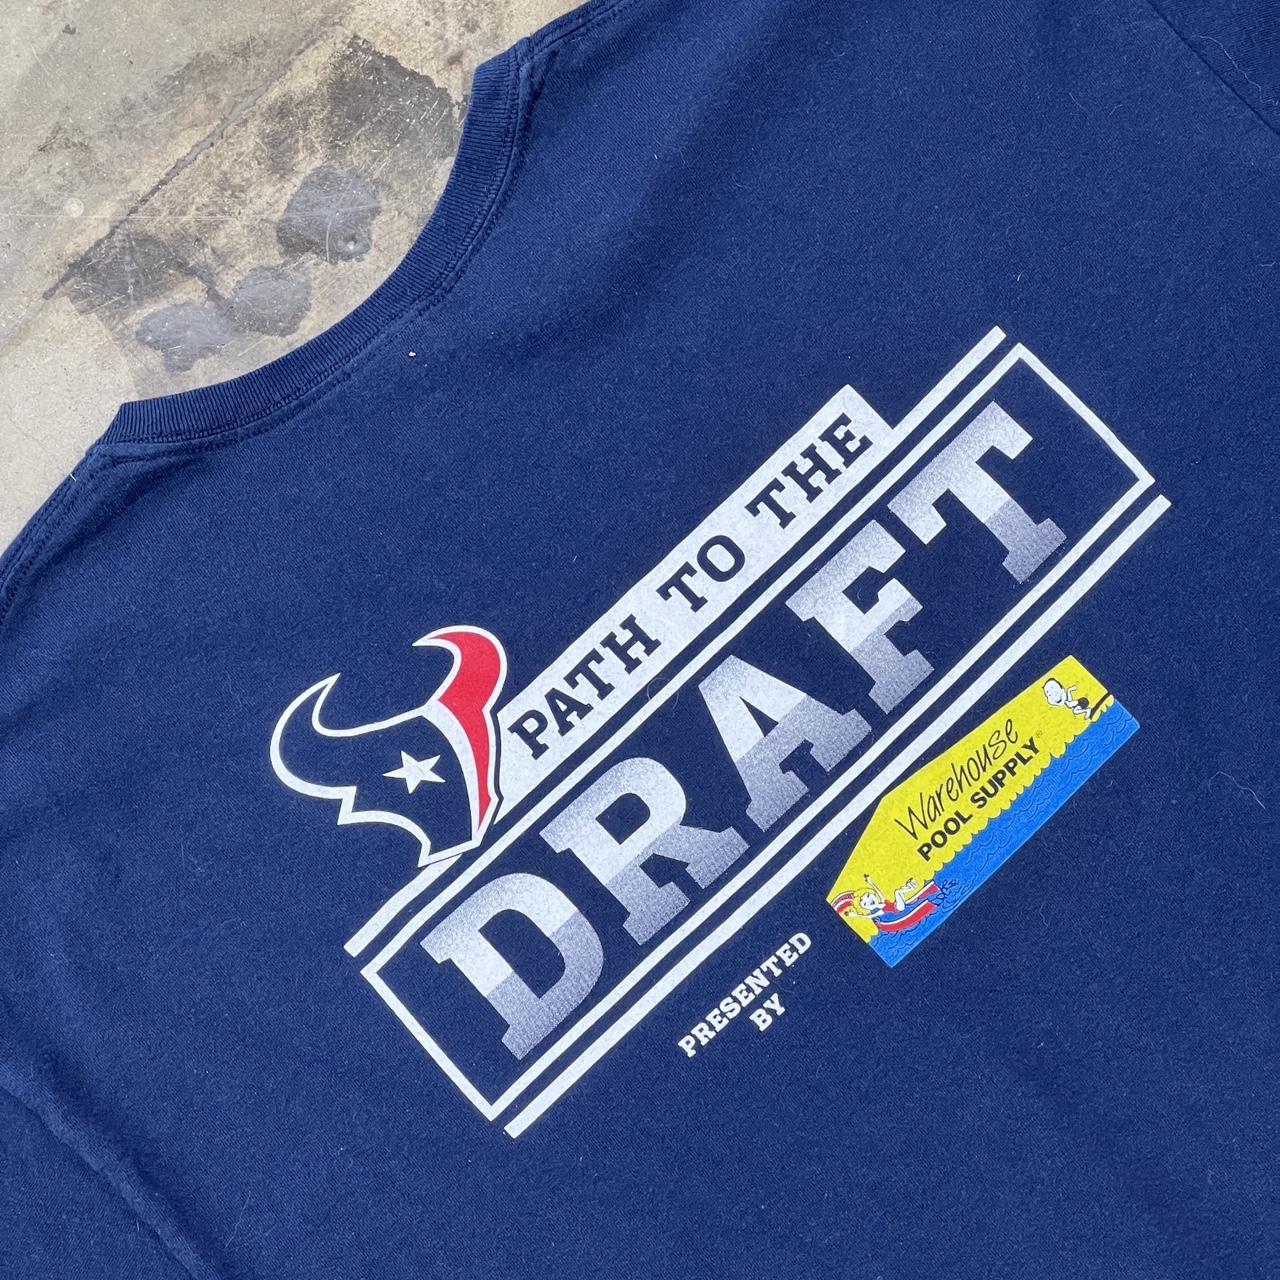 PATH TO THE
DRAFT
PRESENTED
BY
Warehouse
POOL SUPPLY®